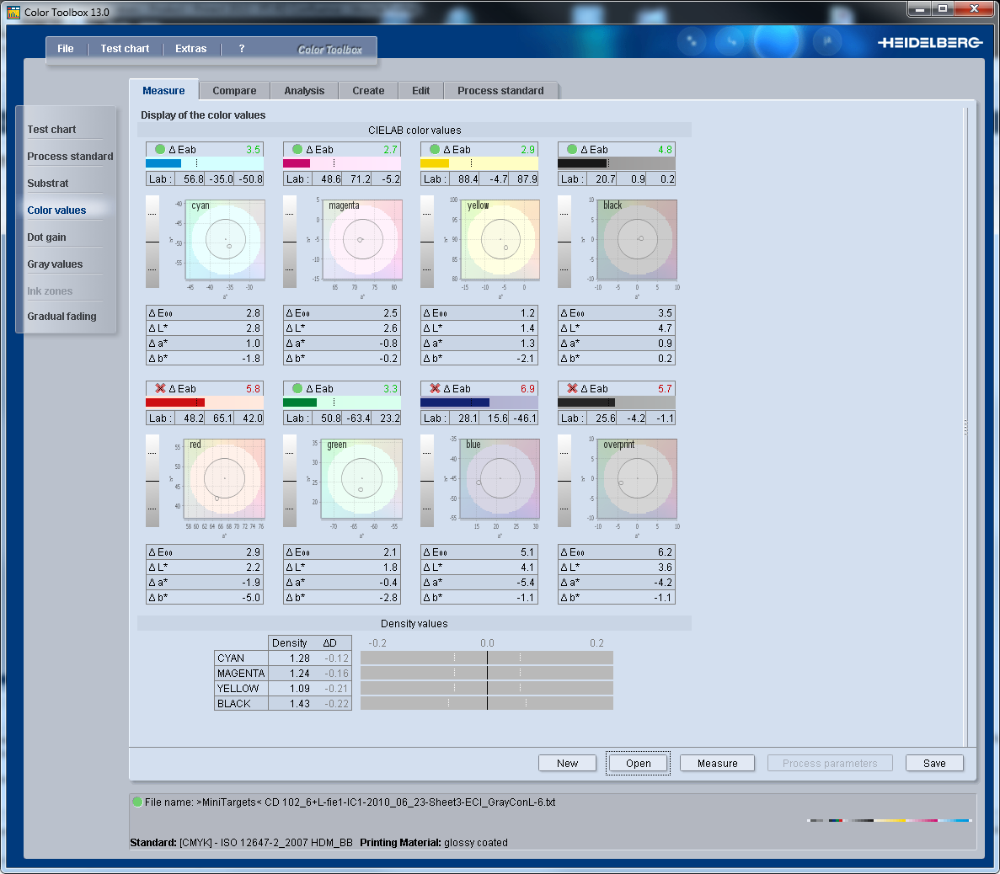 Color Toolbox 13.0
File Test chart Extras ? Color Toolbox
HEIDELBERG
Measure Compare Analysis Create Edit Process standard
Test chart
Process standard
Substrat
Color values
Dot gain
Gray values
Ink zones
Gradual fading
Display of the color values
CIELAB color values
Δ Eab 3.5 Δ Eab 2.7 Δ Eab 2.9 Δ Eab 4.8
Lab : 56.8 -35.0 -50.8 Lab : 48.6 71.2 -5.2 Lab : 88.4 -4.7 87.9 Lab : 20.7 0.9 0.2
cyan magenta yellow black
-40 5 100 10
-45 0 95 5
-50 -5 90 0
-55 -10 85 -5
-15 80 -10
b* b* b* b*
-45 -40 -35 -30 65 70 75 80 -15 -10 -5 0 -10 -5 0 5 10
a* a* a* a*
Δ E00 2.8 Δ E00 2.5 Δ E00 1.2 Δ E00 3.5
Δ L* 2.8 Δ L* 2.6 Δ L* 1.4 Δ L* 4.7
Δ a* 1.0 Δ a* -0.8 Δ a* 1.3 Δ a* 0.9
Δ b* -1.8 Δ b* -0.2 Δ b* -2.1 Δ b* 0.2
Δ Eab 5.8 Δ Eab 3.3 Δ Eab 6.9 Δ Eab 5.7
Lab : 48.2 65.1 42.0 Lab : 50.8 -63.4 23.2 Lab : 28.1 15.6 -46.1 Lab : 25.6 -4.2 -1.1
red green blue overprint
55 35 -35 10
50 30 -40 5
45 25 -45 0
40 20 -50 -5
-55 -10
b* b* b* b*
58 60 62 64 66 68 70 72 74 76 -70 -65 -60 -55 15 20 25 30 -10 -5 0 5 10
a* a* a* a*
Δ E00 2.9 Δ E00 2.1 Δ E00 5.1 Δ E00 6.2
Δ L* 2.2 Δ L* 1.8 Δ L* 4.1 Δ L* 3.6
Δ a* -1.9 Δ a* -0.4 Δ a* -5.4 Δ a* -4.2
Δ b* -5.0 Δ b* -2.8 Δ b* -1.1 Δ b* -1.1
Density values
Density ΔD -0.2 0.0 0.2
CYAN 1.28 -0.12
MAGENTA 1.24 -0.16
YELLOW 1.09 -0.21
BLACK 1.43 -0.22
New Open Measure Process parameters Save
File name: >MiniTargets< CD 102_6+L-fie1-IC1-2010_06_23-Sheet3-ECI_GrayConL-6.txt
Standard: [CMYK] - ISO 12647-2_2007 HDM_BB Printing Material: glossy coated